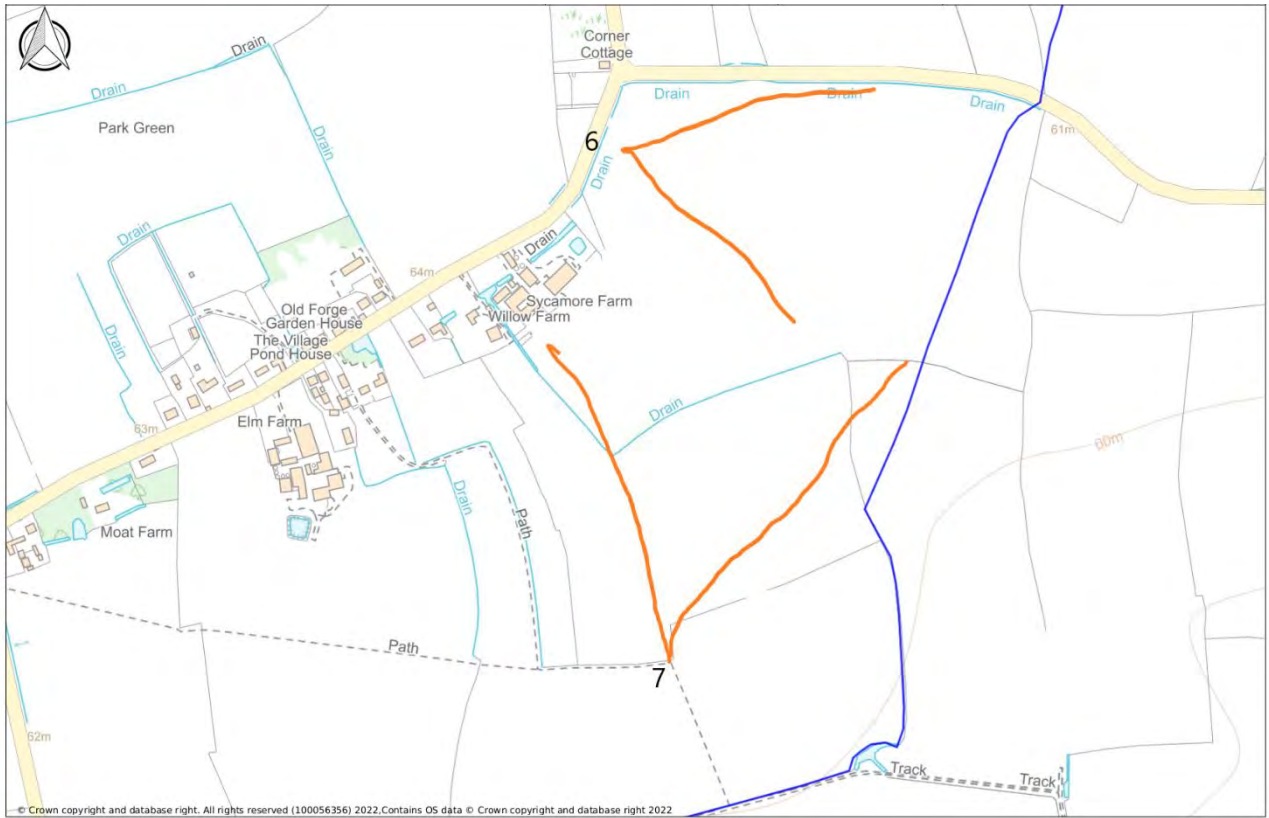 Corner
Cottage
Drain
Drain
Drain
Drain
Drain
Park Green
61m
6
Drain
Drain
Drain
Drain
64m
Sycamore Farm
Willow Farm
Old Forge
Garden House
The Village
Pond House
Drain
Drain
Elm Farm
63m
60m
Drain
Path
Moat Farm
Path
7
62m
Track
Track
© Crown copyright and database right. All rights reserved (100056356) 2022,Contains OS data © Crown copyright and database right 2022